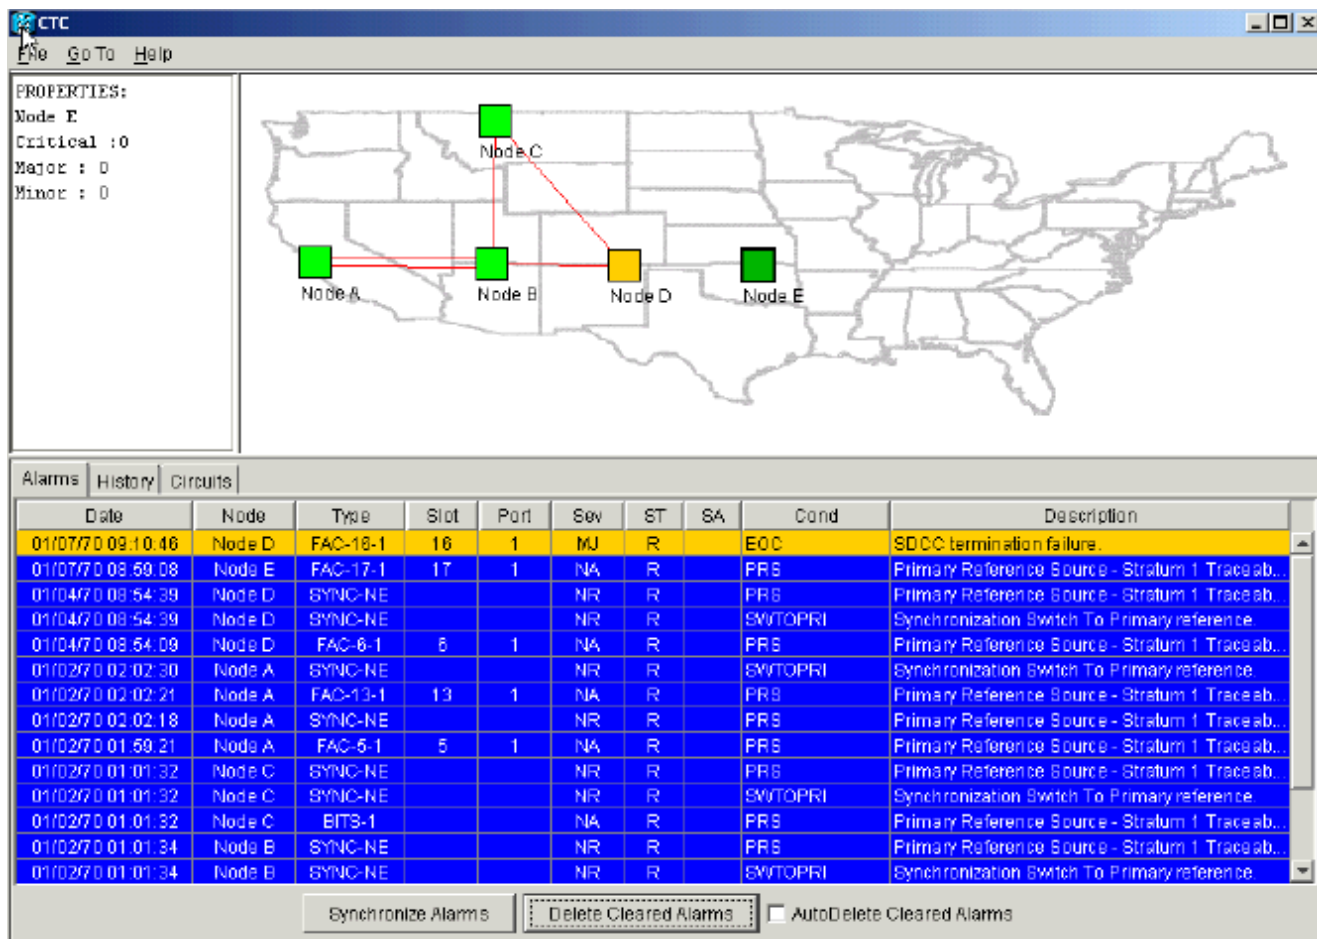 CTC
File Go To Help
PROPERTIES:
Node E
Critical :0
Major : 0
Minor : 0
Node C
Node A
Node B
Node D
Node E
Alarms History Circuits
Date Node Type Slot Port Sev ST SA Cond Description
01/07/70 09:10:46 Node D FAC-16-1 16 1 MJ R EOC SDCC termination failure.
01/07/70 08:59:08 Node E FAC-17-1 17 1 NA R PRS Primary Reference Source - Stratum 1 Traceab...
01/04/70 08:54:39 Node D SYNC-NE NR R PRS Primary Reference Source - Stratum 1 Traceab...
01/04/70 08:54:39 Node D SYNC-NE NR R SWTOPRI Synchronization Switch To Primary reference.
01/04/70 08:54:09 Node D FAC-6-1 6 1 NA R PRS Primary Reference Source - Stratum 1 Traceab...
01/02/70 02:02:30 Node A SYNC-NE NR R SWTOPRI Synchronization Switch To Primary reference.
01/02/70 02:02:21 Node A FAC-13-1 13 1 NA R PRS Primary Reference Source - Stratum 1 Traceab...
01/02/70 02:02:18 Node A SYNC-NE NR R PRS Primary Reference Source - Stratum 1 Traceab...
01/02/70 01:59:21 Node A FAC-5-1 5 1 NA R PRS Primary Reference Source - Stratum 1 Traceab...
01/02/70 01:01:32 Node C SYNC-NE NR R PRS Primary Reference Source - Stratum 1 Traceab...
01/02/70 01:01:32 Node C SYNC-NE NR R SWTOPRI Synchronization Switch To Primary reference.
01/02/70 01:01:32 Node C BITS-1 NA R PRS Primary Reference Source - Stratum 1 Traceab...
01/02/70 01:01:34 Node B SYNC-NE NR R PRS Primary Reference Source - Stratum 1 Traceab...
01/02/70 01:01:34 Node B SYNC-NE NR R SWTOPRI Synchronization Switch To Primary reference.
Synchronize Alarms Delete Cleared Alarms AutoDelete Cleared Alarms